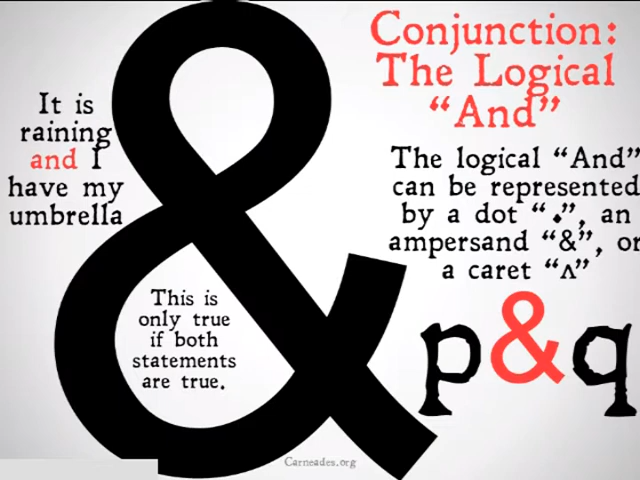 Conjunction:
The Logical
“And”
It is
raining
and I
have my
umbrella
&
This is
only true
if both
statements
are true.
The logical “And”
can be represented
by a dot “•”, an
ampersand “&”, or
a caret “^”
p&q
Carneades.org